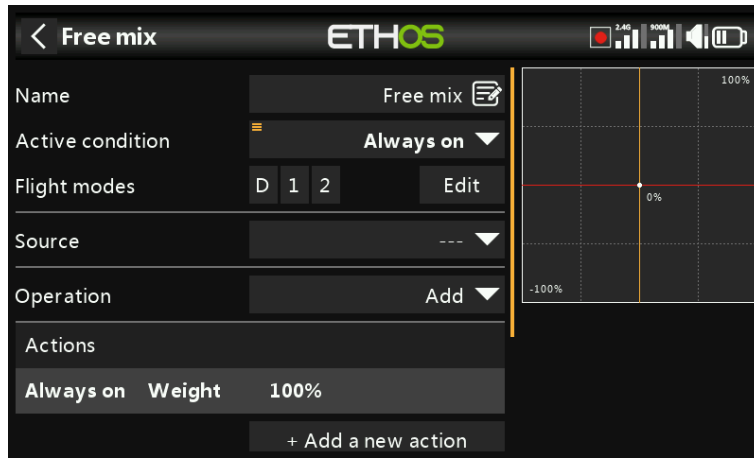 Free mix
ETHOS
2.4G 900M
Name Free mix
Active condition Always on
Flight modes D 1 2 Edit
Source ---
Operation Add
Actions
Always on Weight 100%
+ Add a new action
100%
0%
-100%